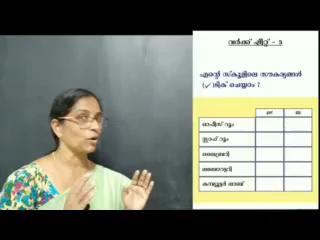 വർക്ക് ഷീറ്റ് - 3
എന്റെ സ്കൂളിലെ സൗകര്യങ്ങൾ
(✓)ടിക് ചെയ്യാം ?
ഓഫീസ് റൂം
സ്റ്റാഫ് റൂം
ലൈബ്രറി
ലബോറട്ടറി
കമ്പ്യൂട്ടർ ലാബ്